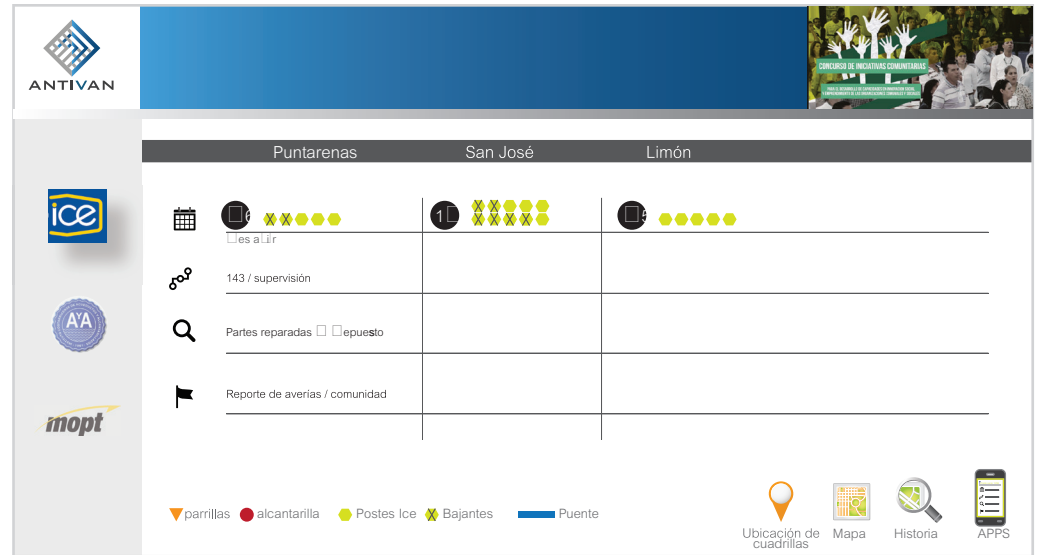 ANTIVAN
CONCURSO DE INICIATIVAS COMUNITARIAS
Puntarenas San José Limón
ice
143 / supervisión
AYA
Partes reparadas
Reporte de averías / comunidad
mopt
parrillas alcantarilla Postes Ice Bajantes Puente
Ubicación de
cuadrillas
Mapa Historia APPS